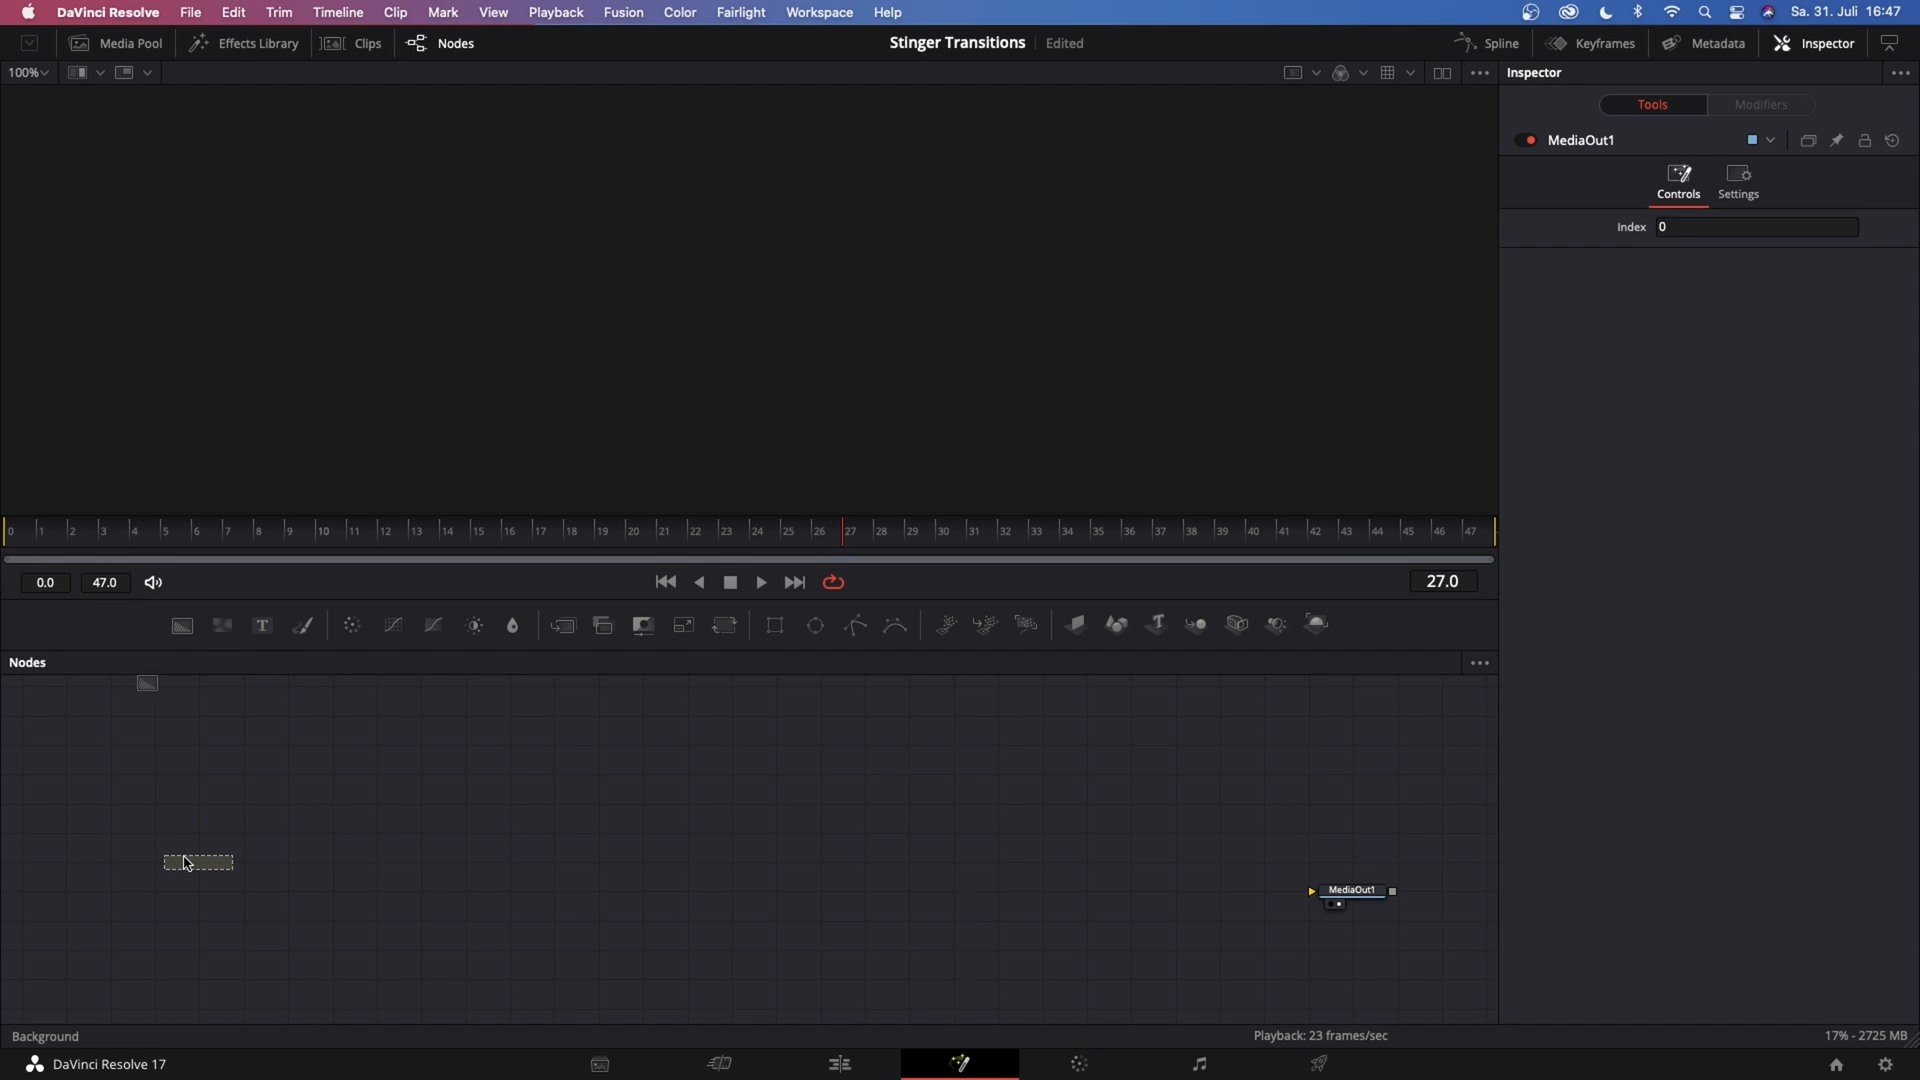 DaVinci Resolve File Edit Trim Timeline Clip Mark View Playback Fusion Color Fairlight Workspace Help Sa. 31. Juli 16:47
Media Pool Effects Library Clips Nodes Stinger Transitions Edited Spline Keyframes Metadata Inspector
100% Inspector
Tools Modifiers
MediaOut1
Controls Settings
Index 0
0 1 2 3 4 5 6 7 8 9 10 11 12 13 14 15 16 17 18 19 20 21 22 23 24 25 26 27 28 29 30 31 32 33 34 35 36 37 38 39 40 41 42 43 44 45 46 47
0.0 47.0 27.0
T T
Nodes
MediaOut1
Background Playback: 23 frames/sec 17% - 2725 MB
DaVinci Resolve 17